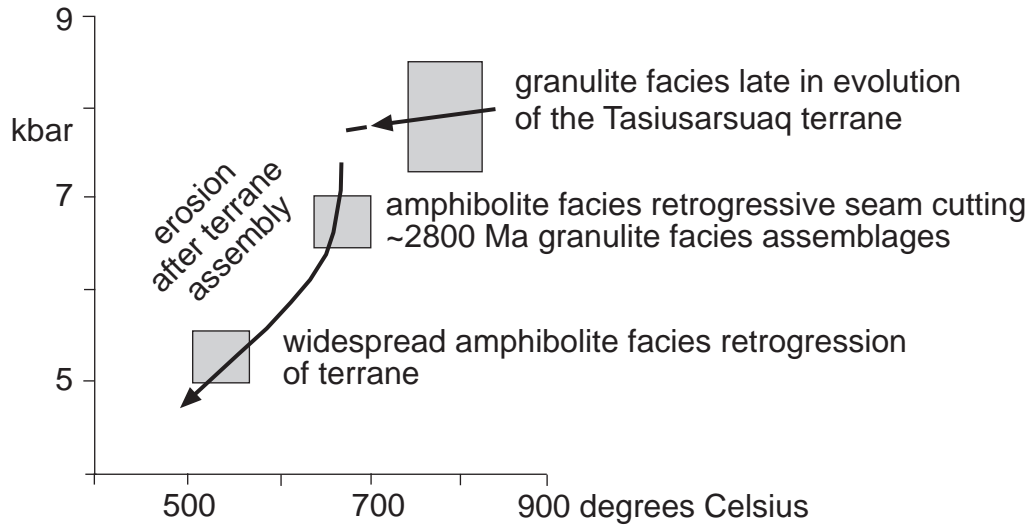 9
granulite facies late in evolution
of the Tasiusarsuaq terrane
kbar
7
erosion
after terrane
assembly
amphibolite facies retrogressive seam cutting
~2800 Ma granulite facies assemblages
widespread amphibolite facies retrogression
of terrane
5
500 700 900 degrees Celsius